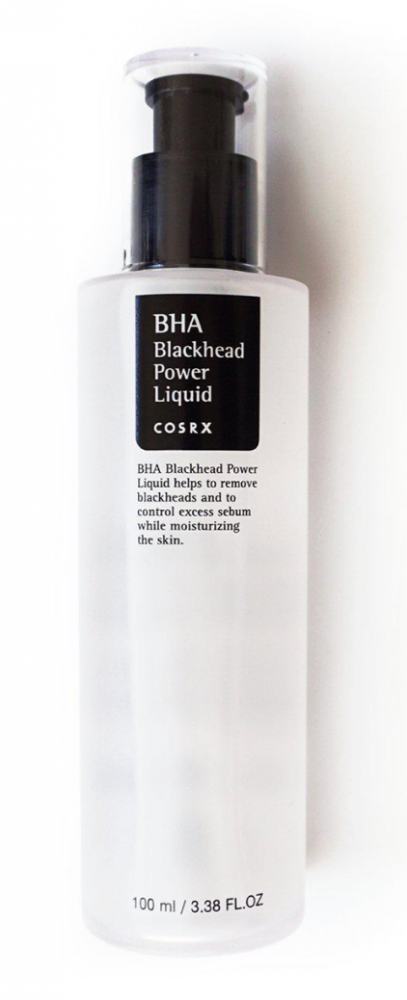 BHA
Blackhead
Power
Liquid
COSRX
BHA Blackhead Power
Liquid helps to remove
blackheads and to
control excess sebum
while moisturizing
the skin.
100 ml / 3.38 FL.OZ